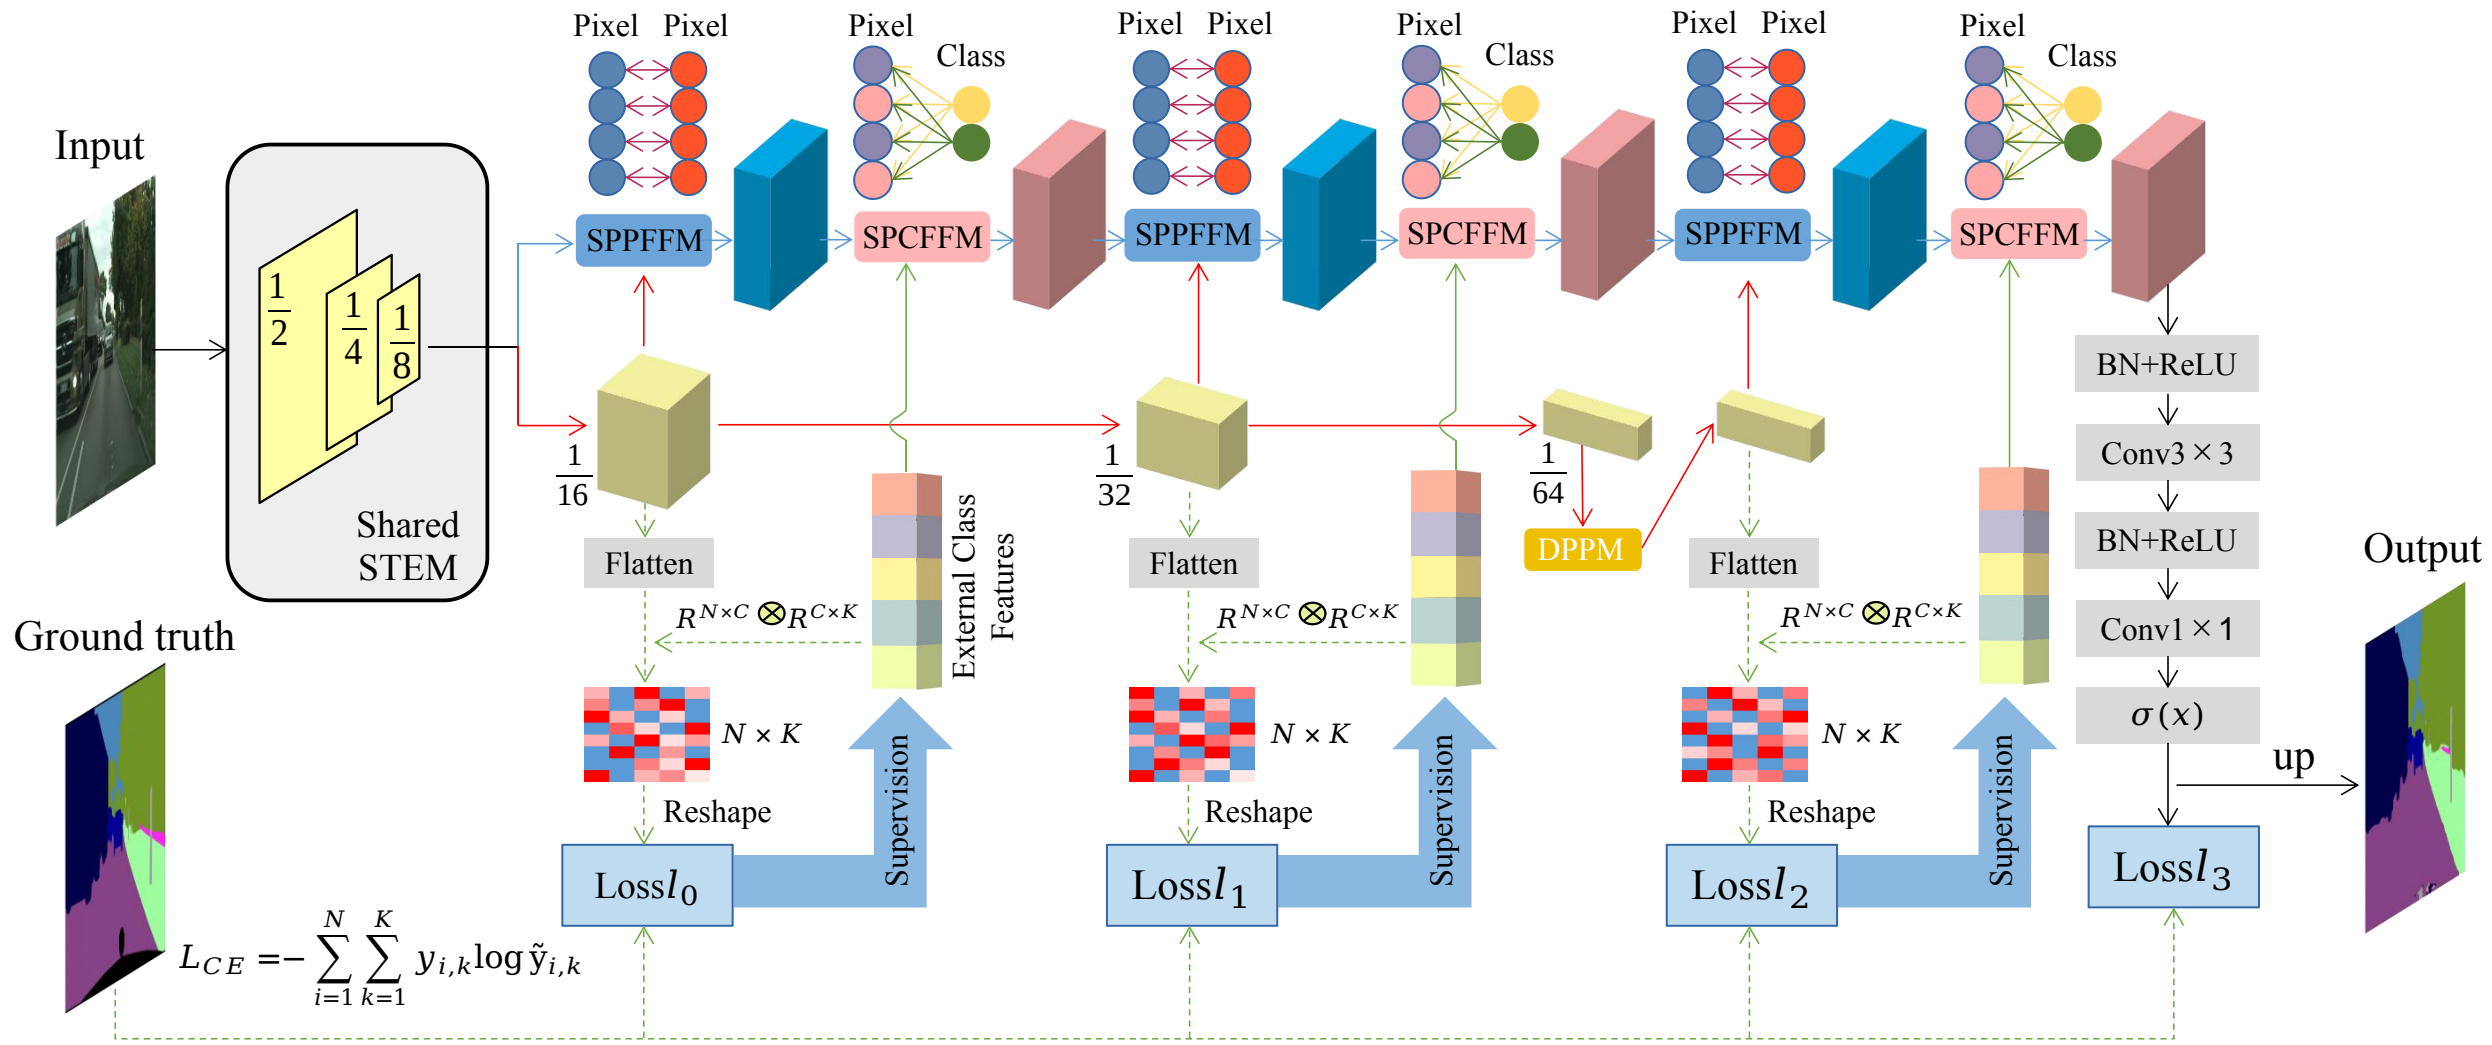 Pixel Pixel
Pixel
Class
Pixel Pixel
Pixel
Class
Pixel Pixel
Pixel
Class
Input
SPPFFM
SPCFFM
SPPFFM
SPCFFM
SPPFFM
SPCFFM
1/2
1/4
1/8
Shared
STEM
1/16
1/32
1/64
DPPM
BN+ReLU
Conv3 × 3
BN+ReLU
Conv1 × 1
σ(x)
up
Output
Flatten
Flatten
Flatten
R^{N×C} ⊗ R^{C×K}
R^{N×C} ⊗ R^{C×K}
R^{N×C} ⊗ R^{C×K}
External Class
Features
N × K
N × K
N × K
Reshape
Reshape
Reshape
Supervision
Supervision
Supervision
Ground truth
Loss l_0
Loss l_1
Loss l_2
Loss l_3
L_{CE} =− \sum_{i=1}^{N} \sum_{k=1}^{K} y_{i,k} log ỹ_{i,k}